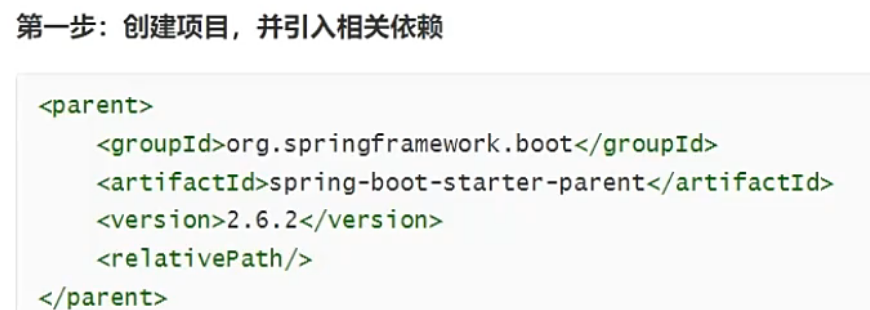 第一步：创建项目，并引入相关依赖
<parent>
    <groupId>org.springframework.boot</groupId>
    <artifactId>spring-boot-starter-parent</artifactId>
    <version>2.6.2</version>
    <relativePath/>
</parent>